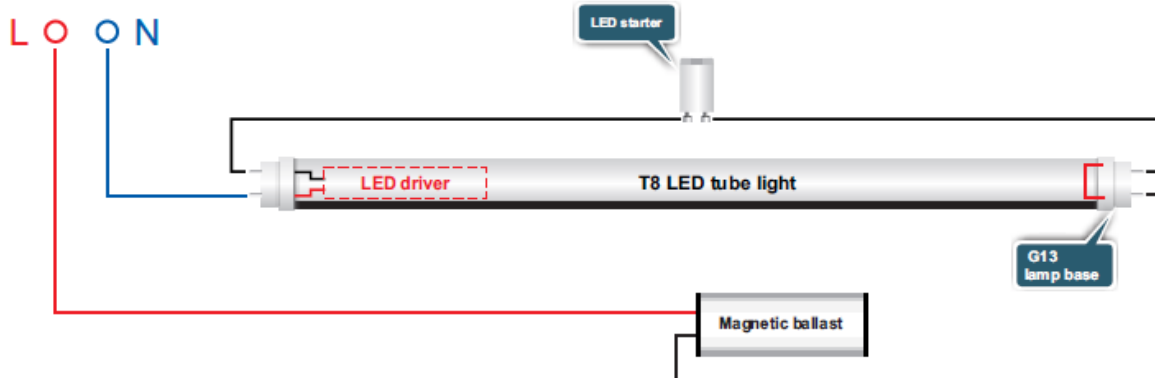 LED starter
L N
LED driver
T8 LED tube light
G13
lamp base
Magnetic ballast